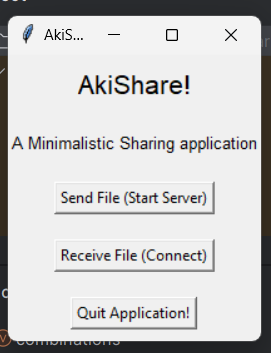 AkiS...
AkiShare!
A Minimalistic Sharing application
Send File (Start Server)
Receive File (Connect)
Quit Application!
combinations